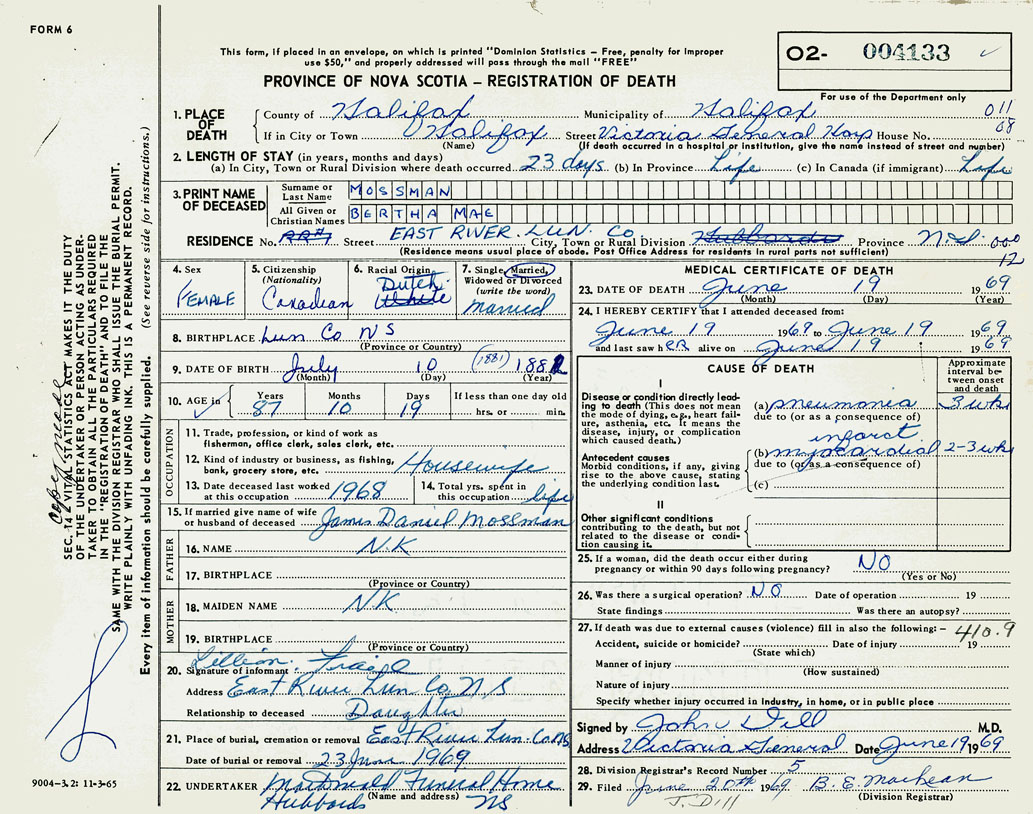 FORM 6
This form, if placed in an envelope, on which is printed "Dominion Statistics – Free, penalty for improper
use $50," and properly addressed will pass through the mail "FREE"
PROVINCE OF NOVA SCOTIA – REGISTRATION OF DEATH
O2- 004133 ✓
For use of the Department only
1. PLACE OF DEATH
County of Halifax Municipality of Halifax 011
If in City or Town Halifax Street Victoria General Hosp House No. 08
(Name) (If death occurred in a hospital or institution, give the name instead of street and number)
2. LENGTH OF STAY (in years, months and days)
(a) In City, Town or Rural Division where death occurred 23 days (b) In Province Life (c) In Canada (if immigrant) Life
3. PRINT NAME OF DECEASED
Surname or Last Name MOSSMAN
All Given or Christian Names BERTHA MAE
RESIDENCE No. RR#1 Street EAST RIVER LUN. CO. City, Town or Rural Division Hubbards Province N.S. 000
(Residence means usual place of abode. Post Office Address for residents in rural parts not sufficient) 12
4. Sex FEMALE
5. Citizenship (Nationality) Canadian
6. Racial Origin Dutch White
7. Single, Married, Widowed or Divorced (write the word) married
8. BIRTHPLACE Lun Co N S
(Province or Country)
9. DATE OF BIRTH July 10 (1881) 1882
(Month) (Day) (Year)
10. AGE in ✓ Years 87 Months 10 Days 19 If less than one day old hrs. or min.
OCCUPATION
11. Trade, profession, or kind of work as fisherman, office clerk, sales clerk, etc.
12. Kind of industry or business, as fishing, bank, grocery store, etc. Housewife
13. Date deceased last worked at this occupation 1968 14. Total yrs. spent in this occupation life
15. If married give name of wife or husband of deceased James Daniel Mossman
FATHER
16. NAME N.K
17. BIRTHPLACE
(Province or Country)
MOTHER
18. MAIDEN NAME NK
19. BIRTHPLACE
(Province or Country)
20. Signature of informant Lillian
Address East River Lun Co N S
Relationship to deceased Daughter
21. Place of burial, cremation or removal East River Lun. Co NS
Date of burial or removal 23 June 1969
22. UNDERTAKER Funeral Home
(Name and address)
Hubbards NS
MEDICAL CERTIFICATE OF DEATH
23. DATE OF DEATH June 19 1969
(Month) (Day) (Year)
24. I HEREBY CERTIFY that I attended deceased from:
June 19 1969 to June 19 1969
and last saw hER alive on June 19 1969
CAUSE OF DEATH
Approximate interval between onset and death
I
Disease or condition directly leading to death (This does not mean the mode of dying, e.g., heart failure, asthenia, etc. It means the disease, injury, or complication which caused death.)
(a) pneumonia 3 wks
due to (or as a consequence of)
infarct
Antecedent causes
Morbid conditions, if any, giving rise to the above cause, stating the underlying condition last.
(b) myocardial 2-3 wks
due to (or as a consequence of)
(c)
II
Other significant conditions
contributing to the death, but not related to the disease or condition causing it.
25. If a woman, did the death occur either during pregnancy or within 90 days following pregnancy? NO
(Yes or No)
26. Was there a surgical operation? NO Date of operation 19
State findings Was there an autopsy?
27. If death was due to external causes (violence) fill in also the following: – 410.9
Accident, suicide or homicide? Date of injury 19
(State which)
Manner of injury
(How sustained)
Nature of injury
Specify whether injury occurred in Industry, in home, or in public place
Signed by John Dill M.D.
Address Victoria General Date June 19 1969
28. Division Registrar's Record Number 5
29. Filed June 20th 1969 B. E. MacKean
J. Dill (Division Registrar)
SEC. 14 VITAL STATISTICS ACT MAKES IT THE DUTY
OF THE UNDERTAKER OR PERSON ACTING AS UNDER-
TAKER TO OBTAIN ALL THE PARTICULARS REQUIRED
IN THE "REGISTRATION OF DEATH" AND TO FILE THE
SAME WITH THE DIVISION REGISTRAR WHO SHALL ISSUE THE BURIAL PERMIT.
WRITE PLAINLY WITH UNFADING INK. THIS IS A PERMANENT RECORD.
Every item of information should be carefully supplied. (See reverse side for instructions.)
9004–3.2: 11-3-65